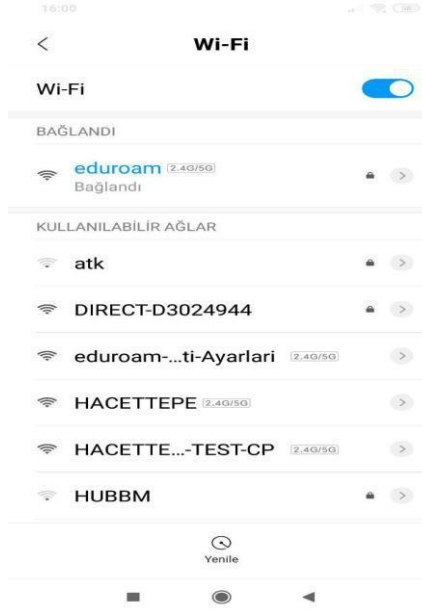 16:00
Wi-Fi
Wi-Fi
BAĞLANDI
eduroam 2.4G/5G
Bağlandı
KULLANILABİLİR AĞLAR
atk
DIRECT-D3024944
eduroam-...ti-Ayarlari 2.4G/5G
HACETTEPE 2.4G/5G
HACETTE...-TEST-CP 2.4G/5G
HUBBM
Yenile